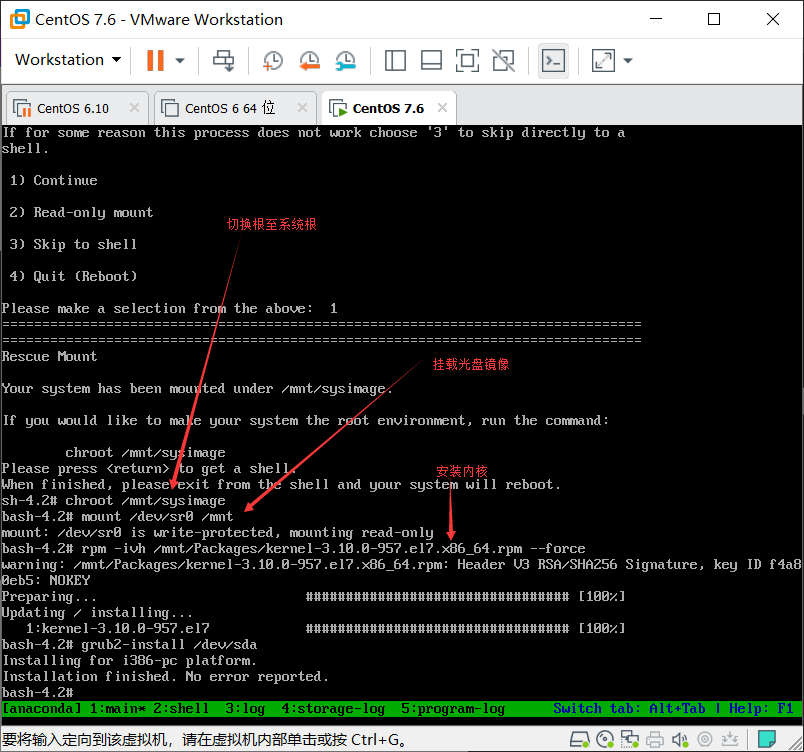 CentOS 7.6 - VMware Workstation
Workstation
CentOS 6.10
CentOS 6 64 位
CentOS 7.6
If for some reason this process does not work choose '3' to skip directly to a
shell.
1) Continue
2) Read-only mount
切换根至系统根
3) Skip to shell
4) Quit (Reboot)
Please make a selection from the above:  1
================================================================================
================================================================================
Rescue Mount
挂载光盘镜像
Your system has been mounted under /mnt/sysimage.
If you would like to make your system the root environment, run the command:
chroot /mnt/sysimage
Please press <return> to get a shell.
安装内核
When finished, please exit from the shell and your system will reboot.
sh-4.2# chroot /mnt/sysimage
bash-4.2# mount /dev/sr0 /mnt
mount: /dev/sr0 is write-protected, mounting read-only
bash-4.2# rpm -ivh /mnt/Packages/kernel-3.10.0-957.el7.x86_64.rpm --force
warning: /mnt/Packages/kernel-3.10.0-957.el7.x86_64.rpm: Header V3 RSA/SHA256 Signature, key ID f4a8
0eb5: NOKEY
Preparing... ################################# [100%]
Updating / installing...
1:kernel-3.10.0-957.el7 ################################# [100%]
bash-4.2# grub2-install /dev/sda
Installing for i386-pc platform.
Installation finished. No error reported.
bash-4.2#
[anaconda] 1:main* 2:shell  3:log  4:storage-log  5:program-log Switch tab: Alt+Tab | Help: F1
要将输入定向到该虚拟机，请在虚拟机内部单击或按 Ctrl+G。